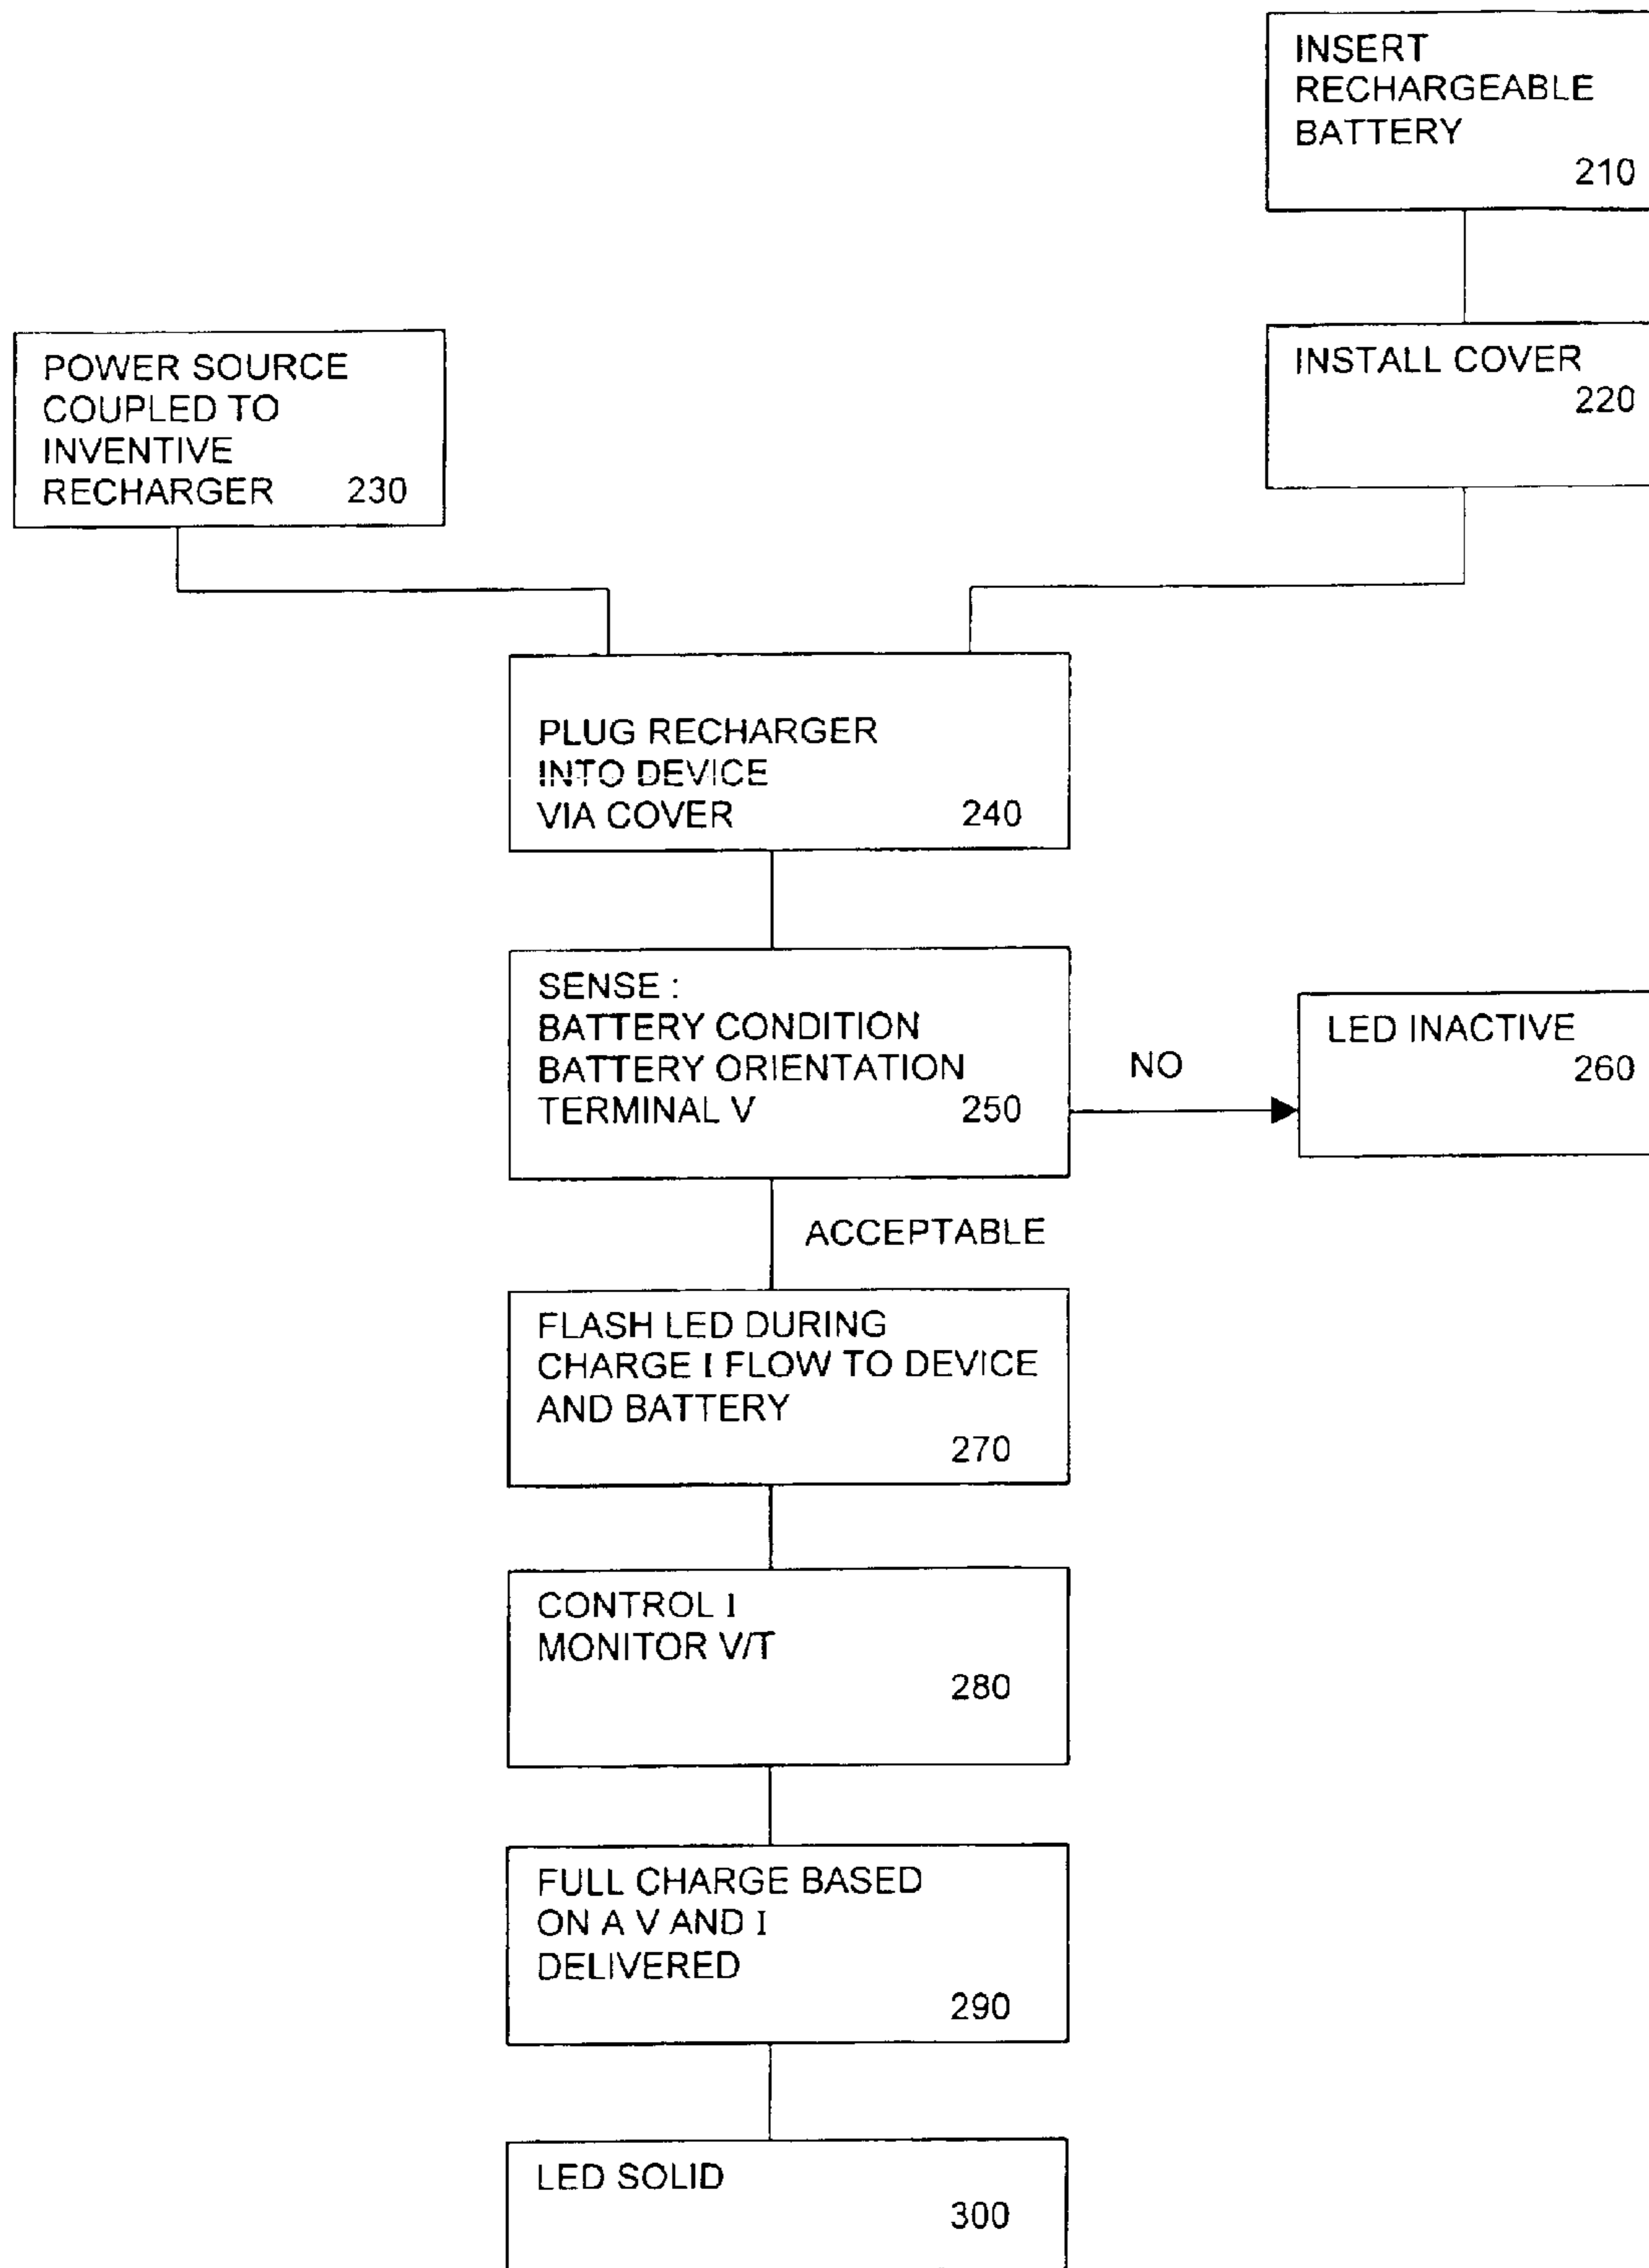 INSERT
RECHARGEABLE
BATTERY
210
INSTALL COVER
220
POWER SOURCE
COUPLED TO
INVENTIVE
RECHARGER 230
PLUG RECHARGER
INTO DEVICE
VIA COVER 240
SENSE :
BATTERY CONDITION
BATTERY ORIENTATION
TERMINAL V 250
NO
LED INACTIVE
260
ACCEPTABLE
FLASH LED DURING
CHARGE I FLOW TO DEVICE
AND BATTERY
270
CONTROL I
MONITOR V/T
280
FULL CHARGE BASED
ON A V AND I
DELIVERED
290
LED SOLID
300